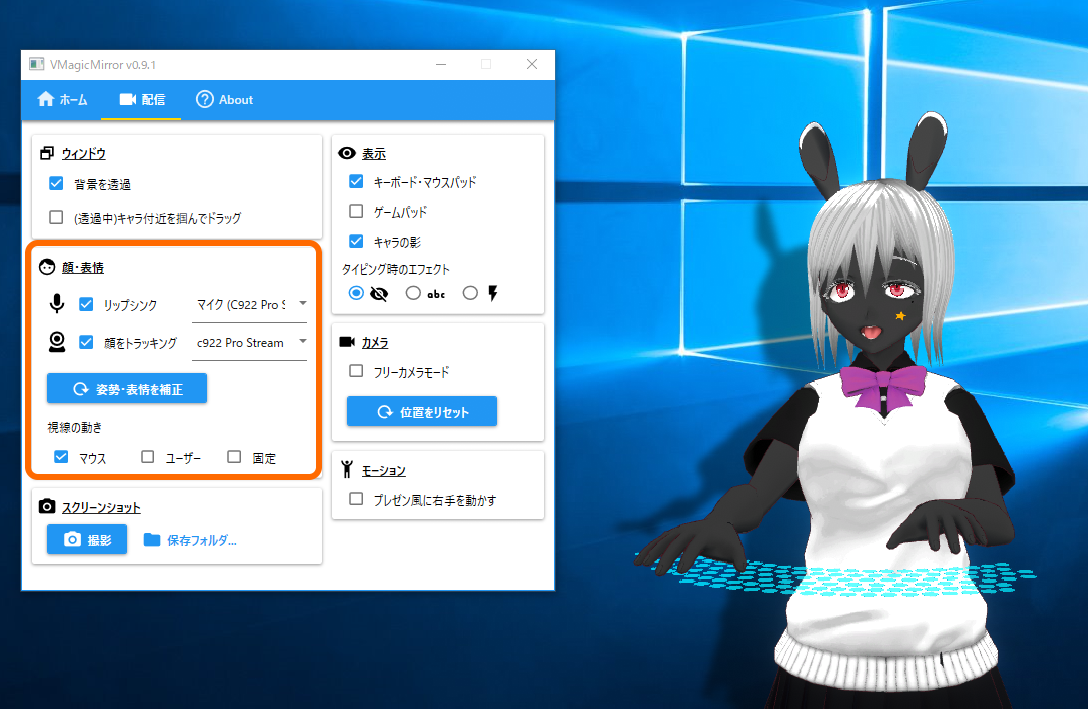 VMagicMirror v0.9.1
ホーム
配信
About
ウィンドウ
背景を透過
(透過中)キャラ付近を掴んでドラッグ
顔・表情
リップシンク
マイク (C922 Pro S
顔をトラッキング
c922 Pro Stream
姿勢・表情を補正
視線の動き
マウス
ユーザー
固定
スクリーンショット
撮影
保存フォルダ...
表示
キーボード・マウスパッド
ゲームパッド
キャラの影
タイピング時のエフェクト
abc
カメラ
フリーカメラモード
位置をリセット
モーション
プレゼン風に右手を動かす